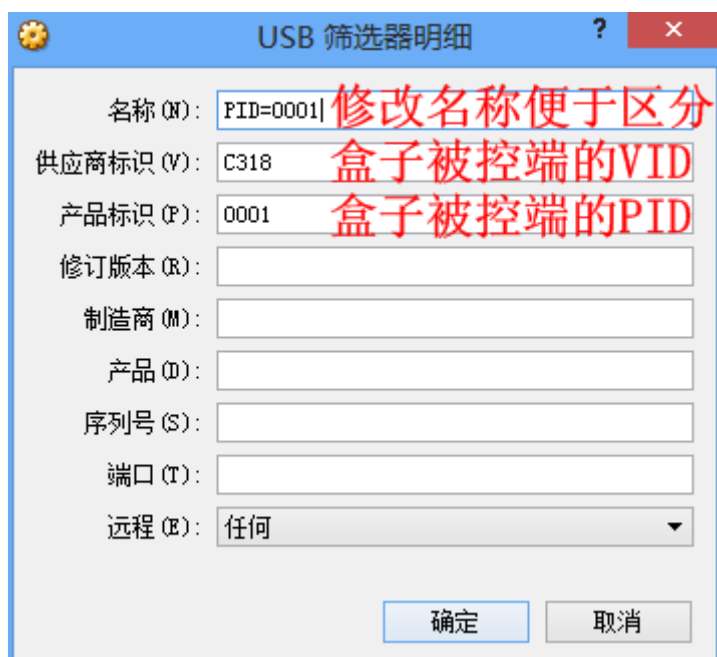 USB 筛选器明细 ? ×
名称(N): PID=0001 修改名称便于区分
供应商标识(V): C318 盒子被控端的VID
产品标识(P): 0001 盒子被控端的PID
修订版本(R):
制造商(M):
产品(D):
序列号(S):
端口(T):
远程(E): 任何
确定 取消